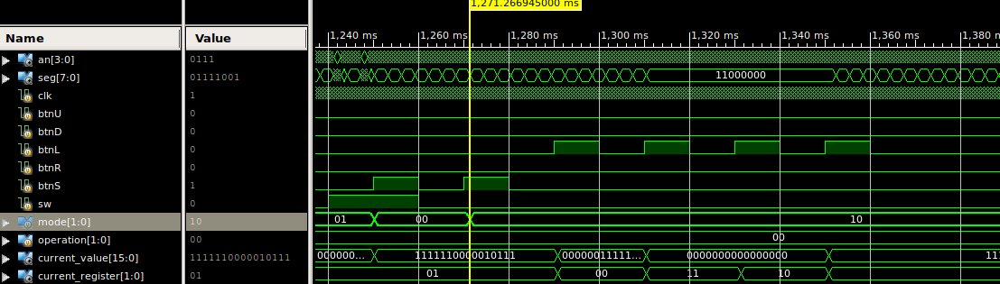 1,271.266945000 ms
Name Value 1,240 ms 1,260 ms 1,280 ms 1,300 ms 1,320 ms 1,340 ms 1,360 ms 1,380
an[3:0] 0111
seg[7:0] 01111001 11000000
clk 1
btnU 0
btnD 0
btnL 0
btnR 0
btnS 1
sw 0
mode[1:0] 10 01 00 10
operation[1:0] 00 00
current_value[15:0] 1111110000010111 000000... 1111110000010111 00000011111... 0000000000000000 11
current_register[1:0] 01 01 00 11 10